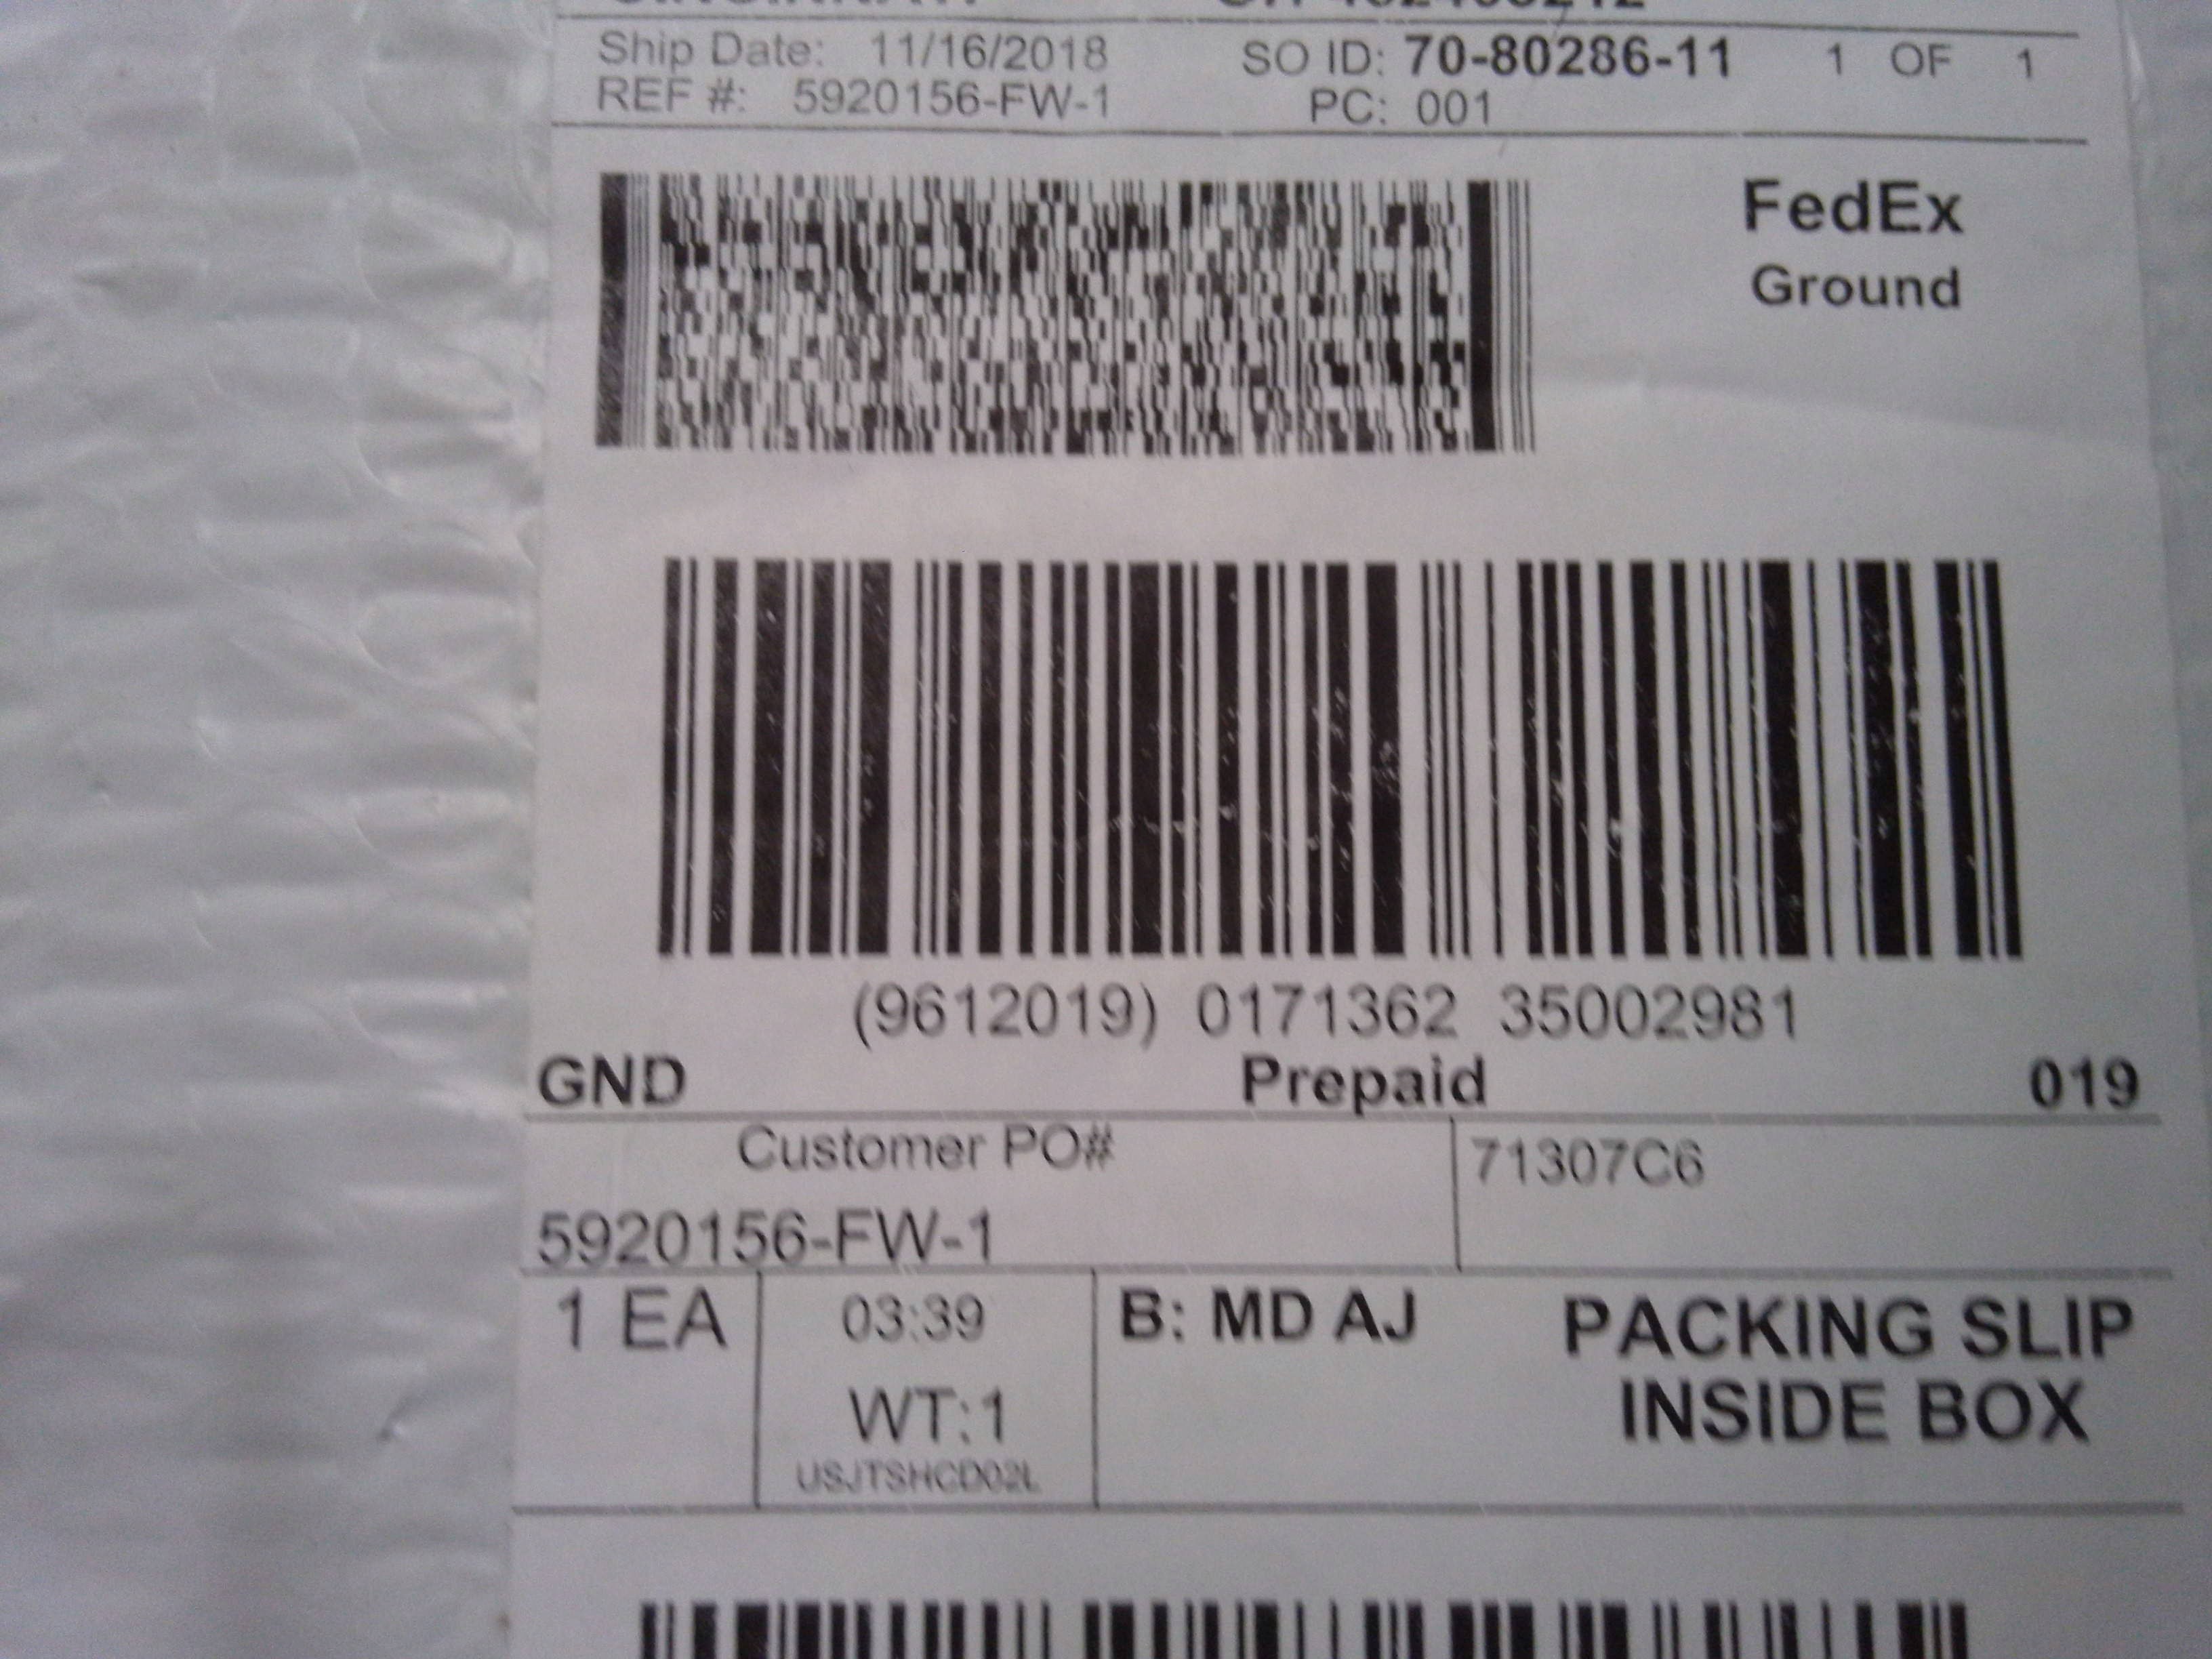 Ship Date: 11/16/2018 SO ID: 70-80286-11 1 OF 1
REF #: 5920156-FW-1 PC: 001
FedEx
Ground
(9612019) 0171362 35002981
GND Prepaid 019
Customer PO# 71307C6
5920156-FW-1
1 EA 03:39 B: MD AJ PACKING SLIP
WT:1 INSIDE BOX
USJTSHCD02L